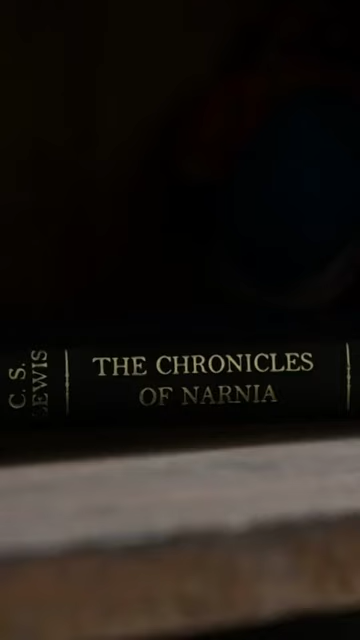 C. S.
LEWIS
THE CHRONICLES
OF NARNIA